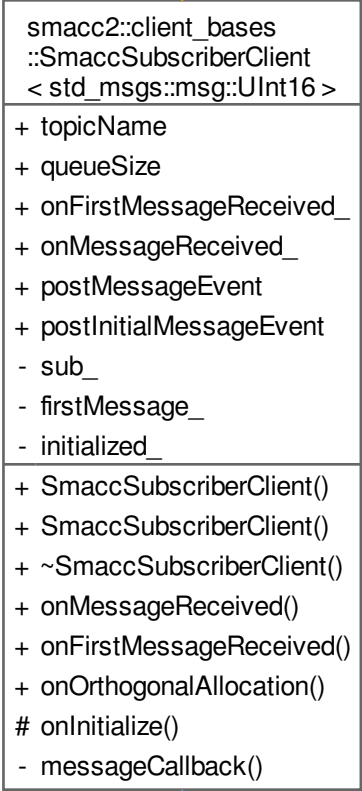 smacc2::client_bases
::SmaccSubscriberClient
< std_msgs::msg::UInt16 >
+ topicName
+ queueSize
+ onFirstMessageReceived_
+ onMessageReceived_
+ postMessageEvent
+ postInitialMessageEvent
- sub_
- firstMessage_
- initialized_
+ SmaccSubscriberClient()
+ SmaccSubscriberClient()
+ ~SmaccSubscriberClient()
+ onMessageReceived()
+ onFirstMessageReceived()
+ onOrthogonalAllocation()
# onInitialize()
- messageCallback()